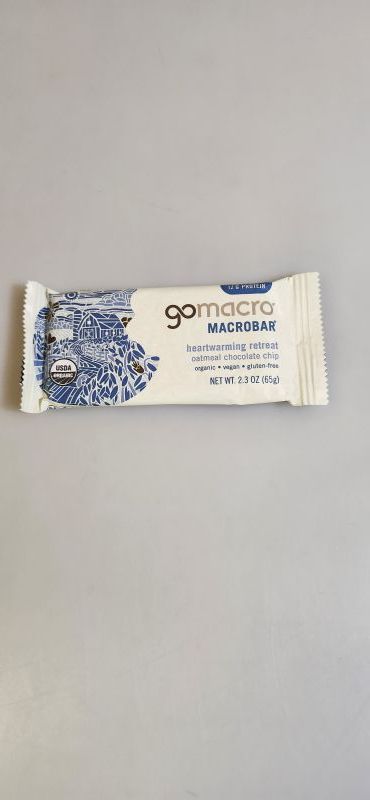 12 G PROTEIN
gomacro
MACROBAR
heartwarming retreat
oatmeal chocolate chip
organic • vegan • gluten-free
NET WT. 2.3 OZ (65g)
USDA
ORGANIC